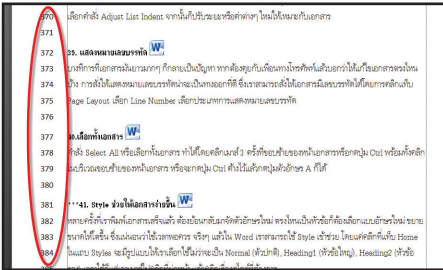 370 เลือกคำสั่ง Adjust List Indent จากนั้นก็ปรับระยะหรือค่าต่างๆ ใหม่ให้เหมาะกับเอกสาร
371
372 39. แสดงหมายเลขบรรทัด
373 บางทีการที่เอกสารมันยาวมากๆ ก็กลายเป็นปัญหา หากต้องคุยกับเพื่อนทางโทรศัพท์แล้วบอกว่าให้แก้ไขเอกสารตรงไหน
374 บ้าง การสั่งให้แสดงหมายเลขบรรทัดน่าจะเป็นทางออกที่ดี ซึ่งเราสามารถสั่งให้เอกสารมีเลขบรรทัดได้โดยการคลิกแท็บ
375 Page Layout เลือก Line Number เลือกประเภทการแสดงหมายเลขบรรทัด
376
377 40.เลือกทั้งเอกสาร
378 คำสั่ง Select All หรือเลือกทั้งเอกสาร ทำได้โดยคลิกเมาส์ 3 ครั้งที่ขอบซ้ายของหน้าเอกสารหรือกดปุ่ม Ctrl พร้อมทั้งคลิก
379 ในบริเวณขอบซ้ายของหน้าเอกสาร หรือจะกดปุ่ม Ctrl ค้างไว้แล้วกดปุ่มตัวอักษร A ก็ได้
380
381 ***41. Style ช่วยให้เอกสารง่ายขึ้น
382 หลายครั้งที่เราพิมพ์เอกสารเสร็จแล้ว ต้องย้อนกลับมาจัดตัวอักษรใหม่ ตรงไหนเป็นหัวข้อก็ต้องเลือกแบบอักษรใหม่ ขยาย
383 ขนาดให้โตขึ้น ซึ่งแน่นอนว่าใช้เวลาพอควร จริงๆ แล้วใน Word เราสามารถใช้ Style เข้าช่วย โดยแค่คลิกที่แท็บ Home
384 ในแถบ Styles จะมีรูปแบบให้เราเลือกใช้ไม่ว่าจะเป็น Normal (ตัวปกติ), Heading1 (หัวข้อใหญ่), Heading2 (หัวข้อ